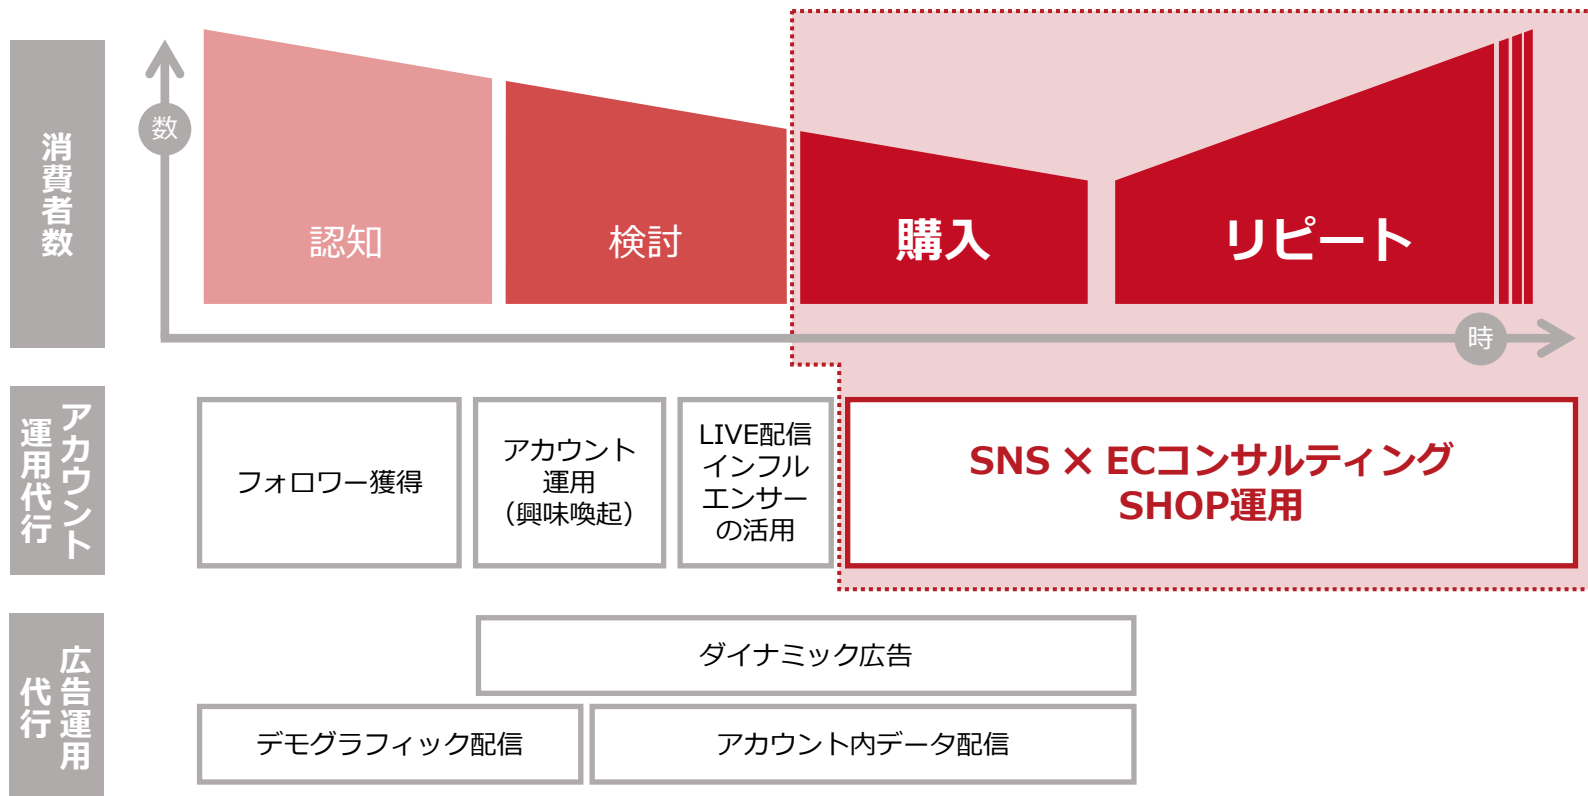 消費者数
数
認知
検討
購入
リピート
時
アカウント
運用代行
フォロワー獲得
アカウント
運用
（興味喚起）
LIVE配信
インフル
エンサー
の活用
SNS × ECコンサルティング
SHOP運用
広告運用
代行
ダイナミック広告
デモグラフィック配信
アカウント内データ配信